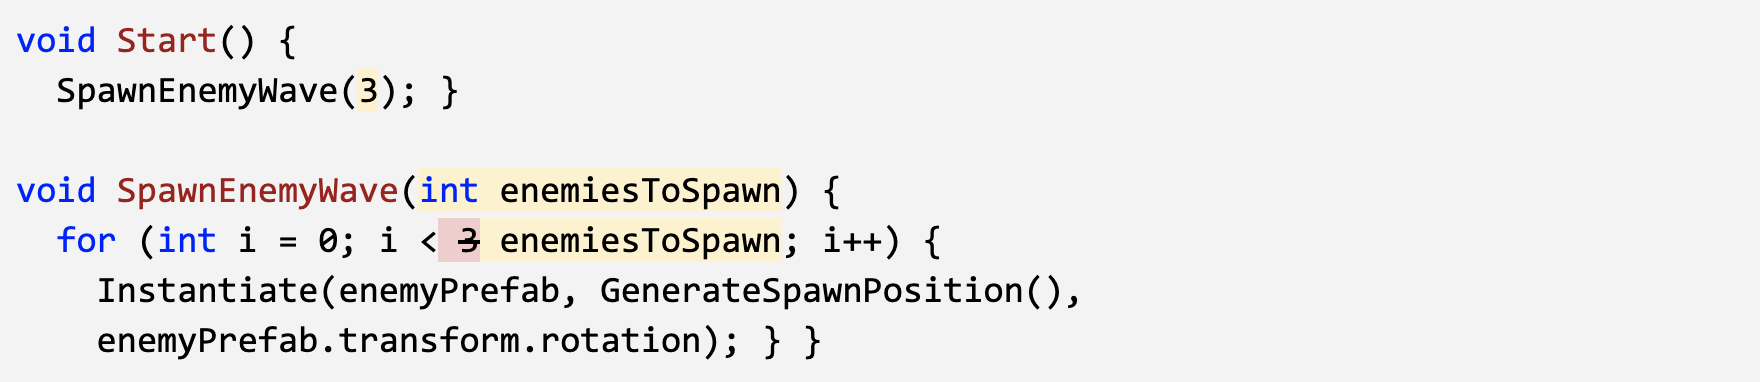 void Start() {
SpawnEnemyWave(3); }
void SpawnEnemyWave(int enemiesToSpawn) {
for (int i = 0; i < 3 enemiesToSpawn; i++) {
Instantiate(enemyPrefab, GenerateSpawnPosition(),
enemyPrefab.transform.rotation); } }